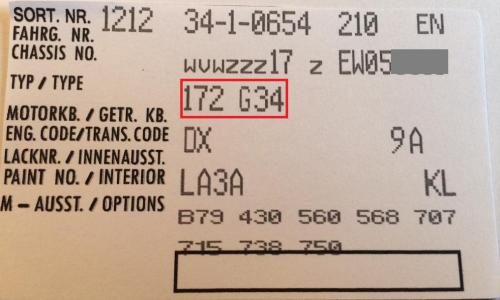 SORT. NR. 1212 34-1-0654 210 EN
FAHRG. NR.
CHASSIS NO. WVWZZZ17 Z EW05
TYP / TYPE 172 G34
MOTORKB. / GETR. KB.
ENG. CODE/TRANS. CODE DX 9A
LACKNR. / INNENAUSST.
PAINT NO. / INTERIOR LA3A KL
M – AUSST. / OPTIONS B79 430 560 568 707
715 738 750